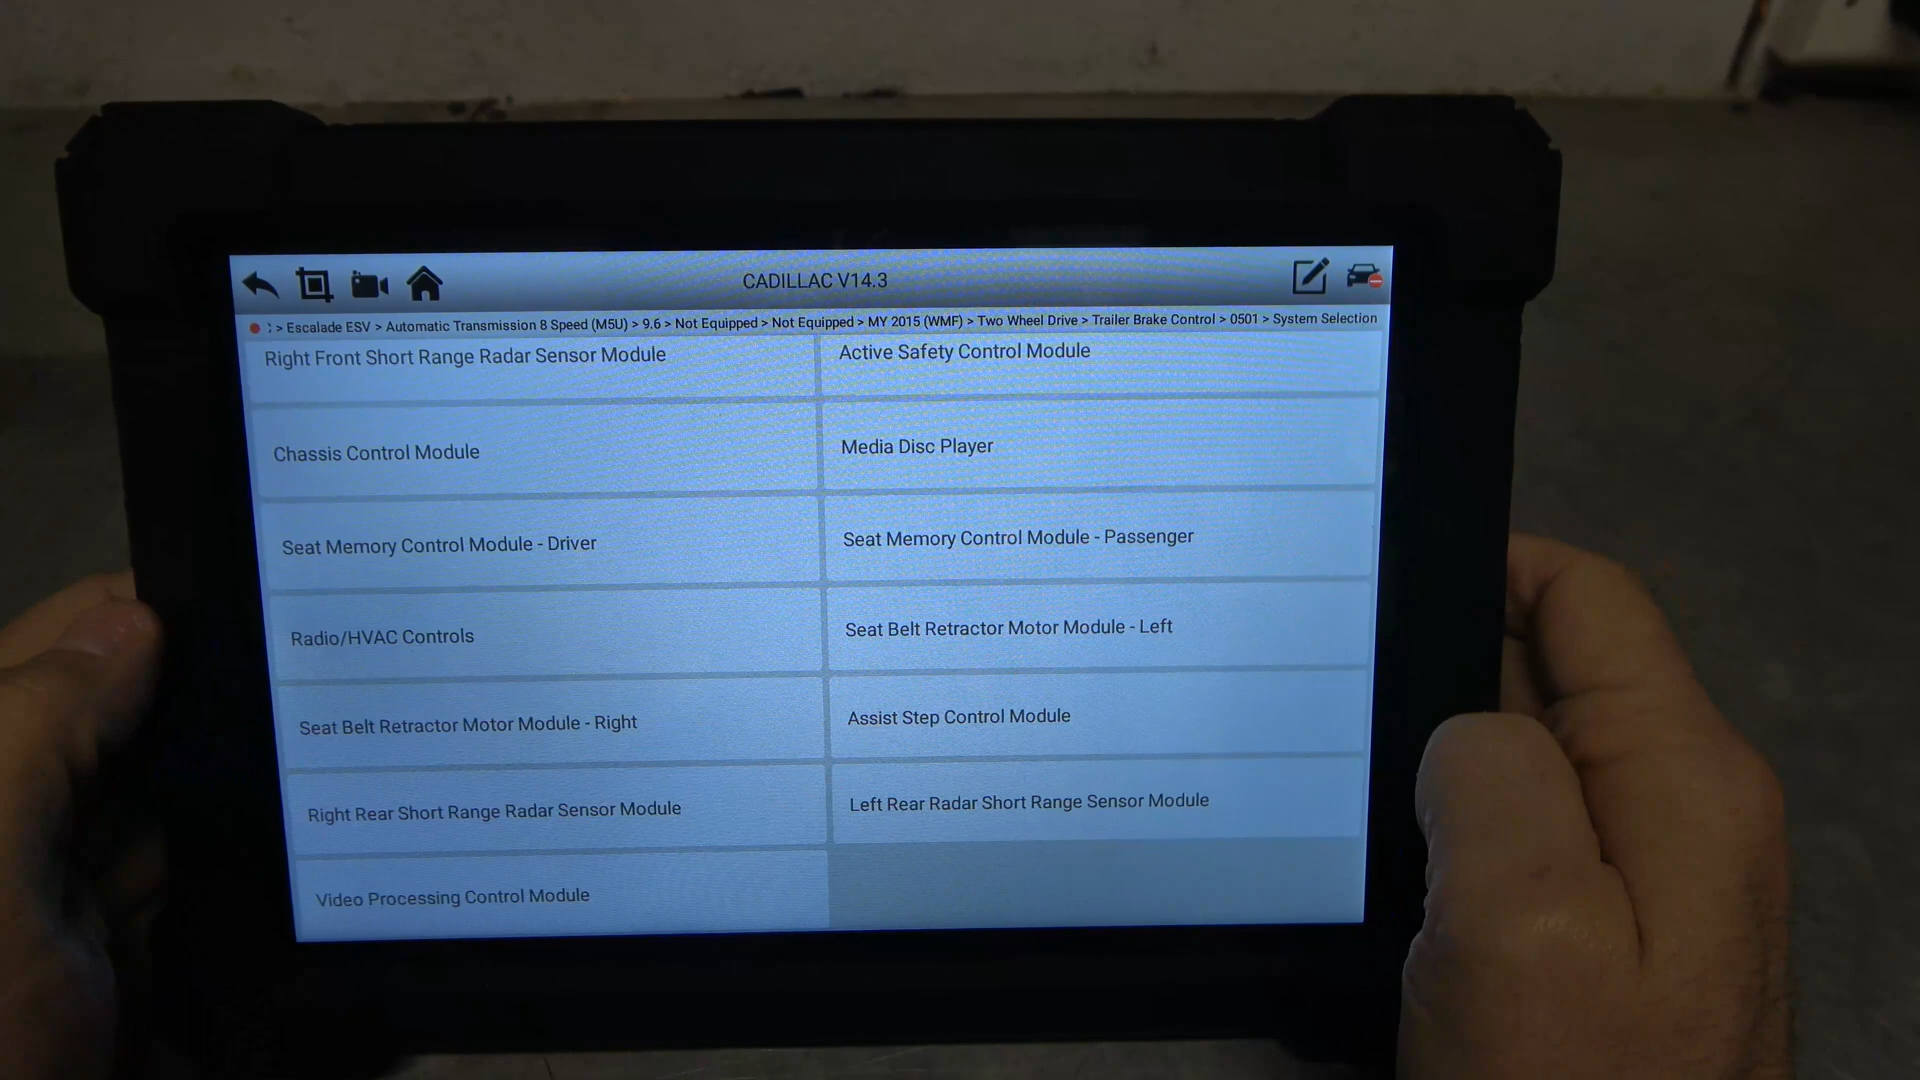 CADILLAC V14.3
> Escalade ESV > Automatic Transmission 8 Speed (M5U) > 9.6 > Not Equipped > Not Equipped > MY 2015 (WMF) > Two Wheel Drive > Trailer Brake Control > 0501 > System Selection
Right Front Short Range Radar Sensor Module
Active Safety Control Module
Chassis Control Module
Media Disc Player
Seat Memory Control Module - Driver
Seat Memory Control Module - Passenger
Radio/HVAC Controls
Seat Belt Retractor Motor Module - Left
Seat Belt Retractor Motor Module - Right
Assist Step Control Module
Right Rear Short Range Radar Sensor Module
Left Rear Radar Short Range Sensor Module
Video Processing Control Module